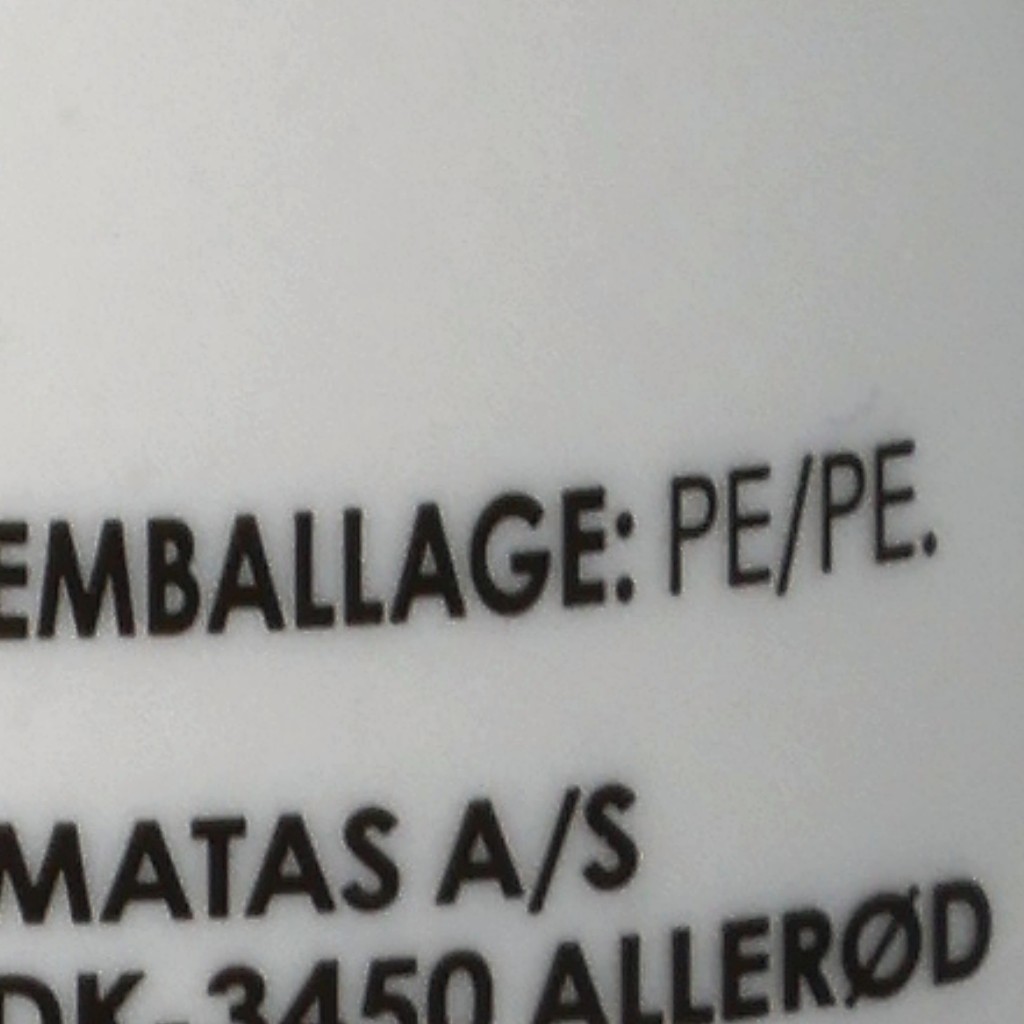 EMBALLAGE: PE/PE.
MATAS A/S
DK-3450 ALLERØD